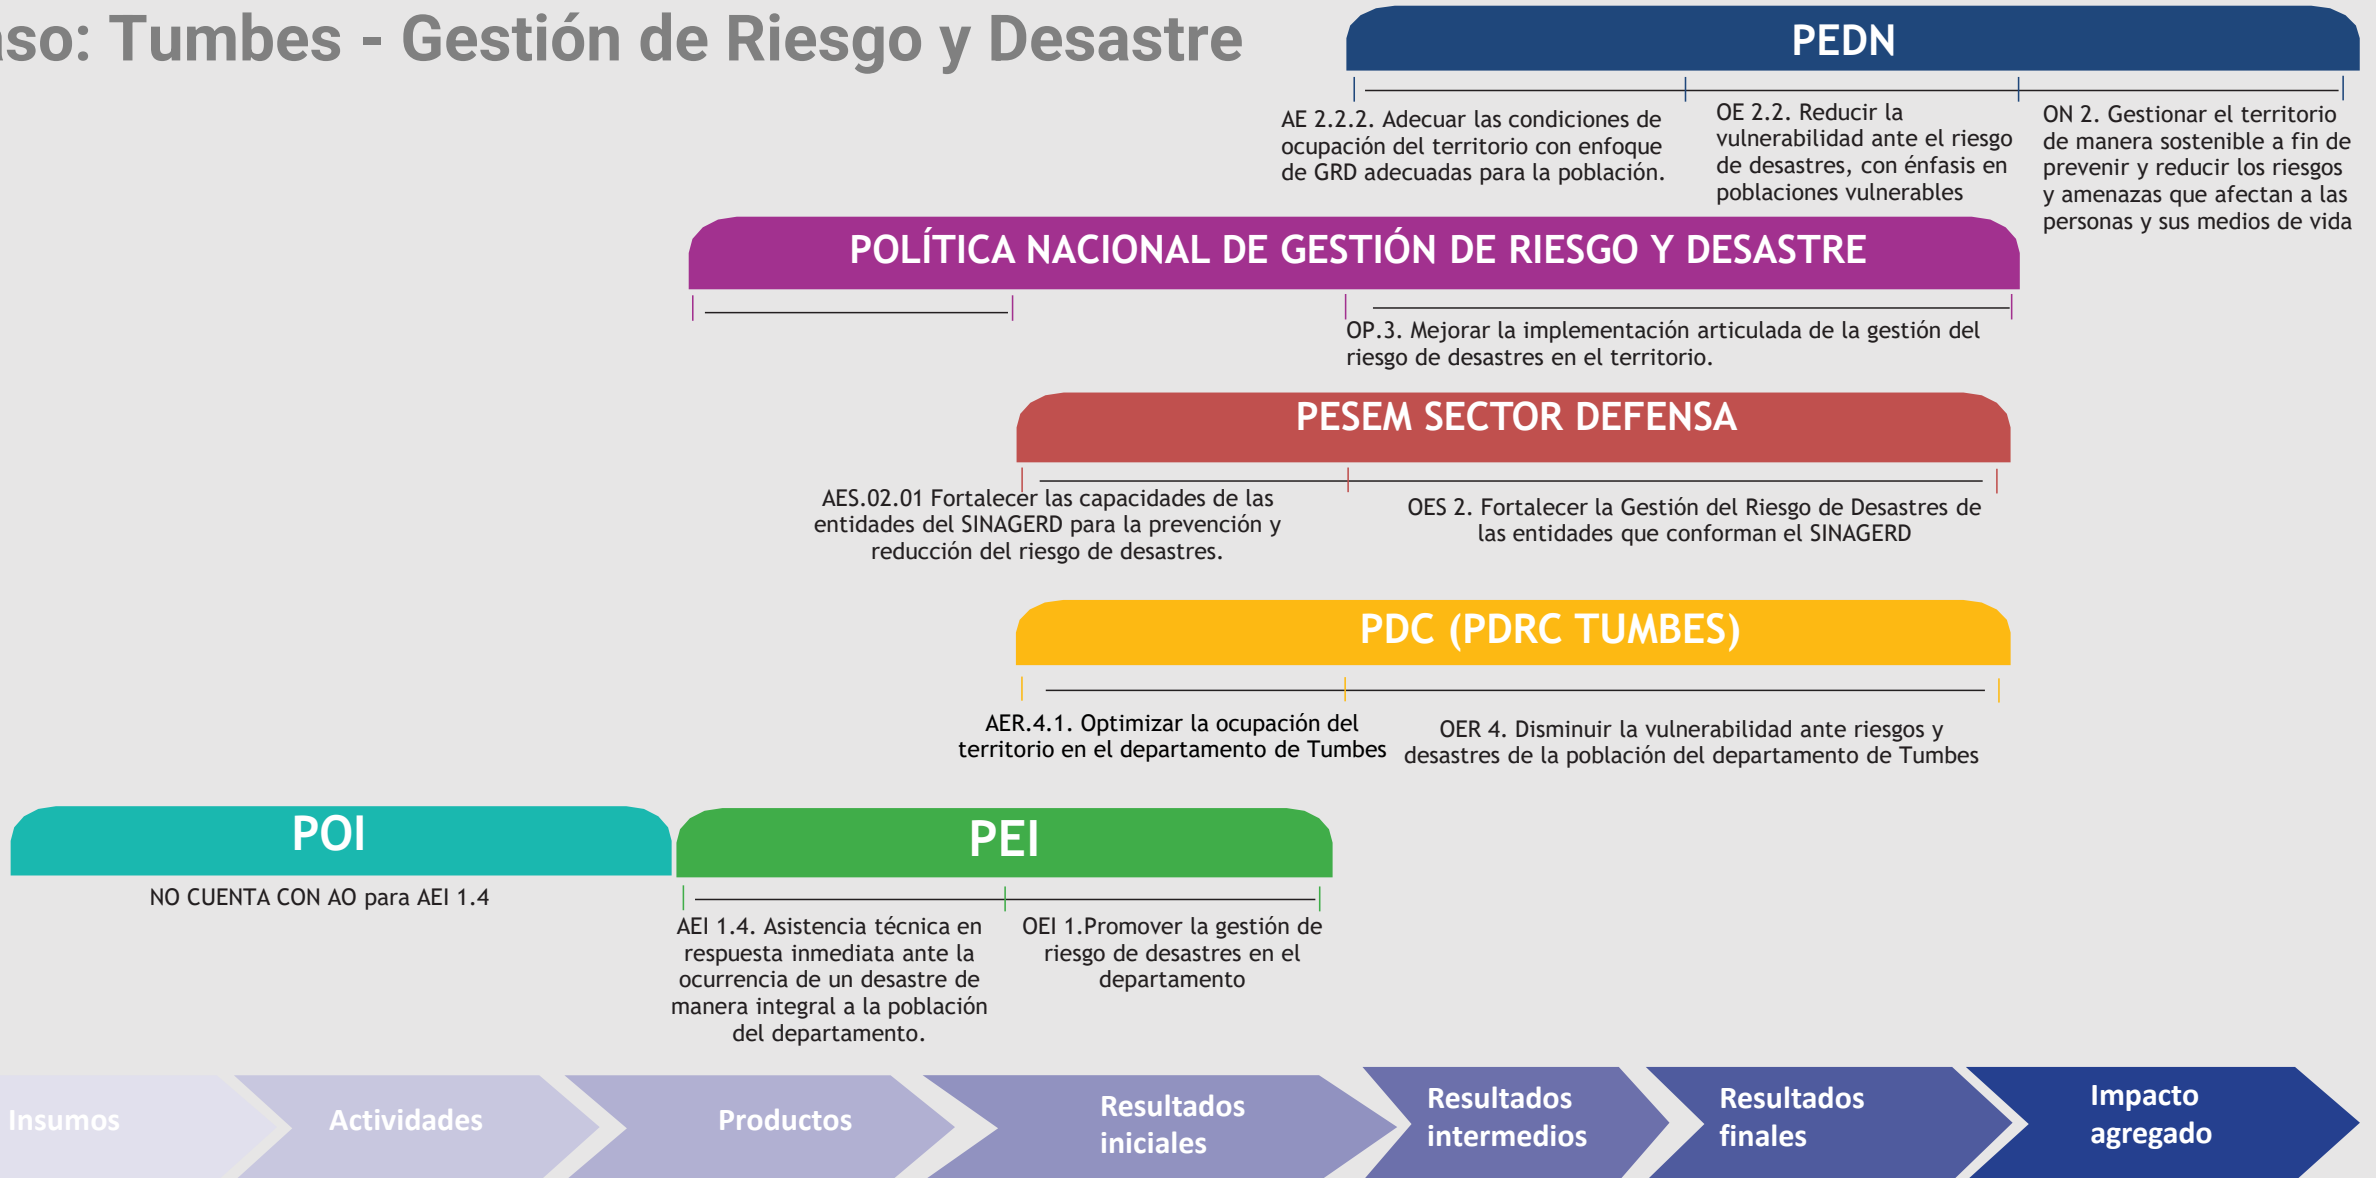 aso: Tumbes - Gestión de Riesgo y Desastre
PEDN
AE 2.2.2. Adecuar las condiciones de
ocupación del territorio con enfoque
de GRD adecuadas para la población.
OE 2.2. Reducir la
vulnerabilidad ante el riesgo
de desastres, con énfasis en
poblaciones vulnerables
ON 2. Gestionar el territorio
de manera sostenible a fin de
prevenir y reducir los riesgos
y amenazas que afectan a las
personas y sus medios de vida
POLÍTICA NACIONAL DE GESTIÓN DE RIESGO Y DESASTRE
OP.3. Mejorar la implementación articulada de la gestión del
riesgo de desastres en el territorio.
PESEM SECTOR DEFENSA
AES.02.01 Fortalecer las capacidades de las
entidades del SINAGERD para la prevención y
reducción del riesgo de desastres.
OES 2. Fortalecer la Gestión del Riesgo de Desastres de
las entidades que conforman el SINAGERD
PDC (PDRC TUMBES)
AER.4.1. Optimizar la ocupación del
territorio en el departamento de Tumbes
OER 4. Disminuir la vulnerabilidad ante riesgos y
desastres de la población del departamento de Tumbes
POI
NO CUENTA CON AO para AEI 1.4
PEI
AEI 1.4. Asistencia técnica en
respuesta inmediata ante la
ocurrencia de un desastre de
manera integral a la población
del departamento.
OEI 1.Promover la gestión de
riesgo de desastres en el
departamento
Insumos
Actividades
Productos
Resultados
iniciales
Resultados
intermedios
Resultados
finales
Impacto
agregado